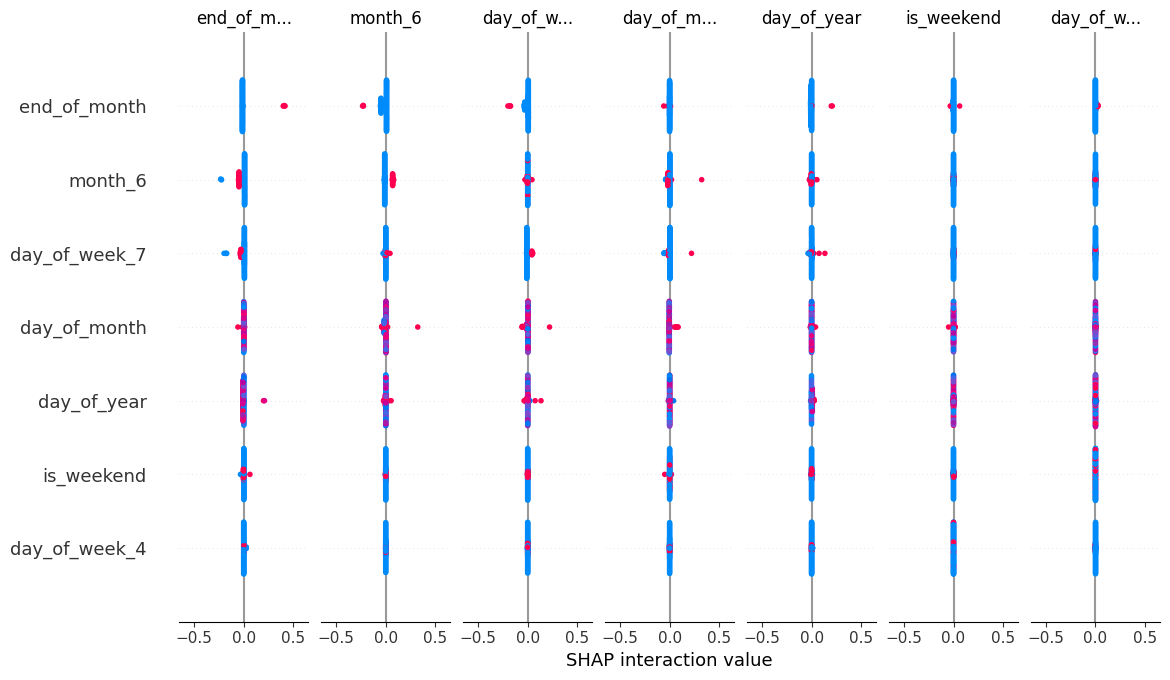 end_of_m... month_6 day_of_w... day_of_m... day_of_year is_weekend day_of_w...
end_of_month
month_6
day_of_week_7
day_of_month
day_of_year
is_weekend
day_of_week_4
−0.5 0.0 0.5 −0.5 0.0 0.5 −0.5 0.0 0.5 −0.5 0.0 0.5 −0.5 0.0 0.5 −0.5 0.0 0.5 −0.5 0.0 0.5
SHAP interaction value